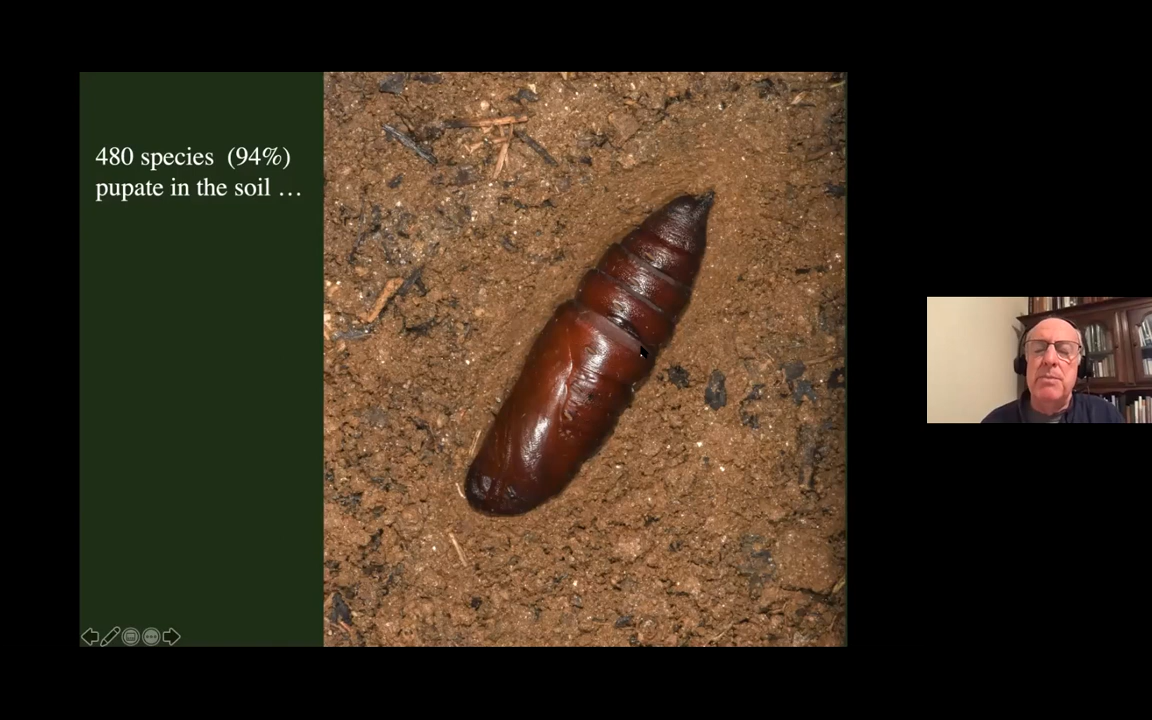 480 species (94%)
pupate in the soil …